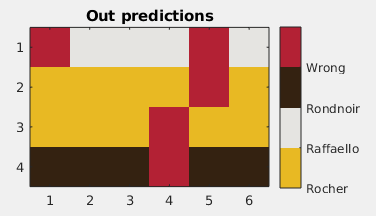 Out predictions
1
2
3
4
1 2 3 4 5 6
Wrong
Rondnoir
Raffaello
Rocher